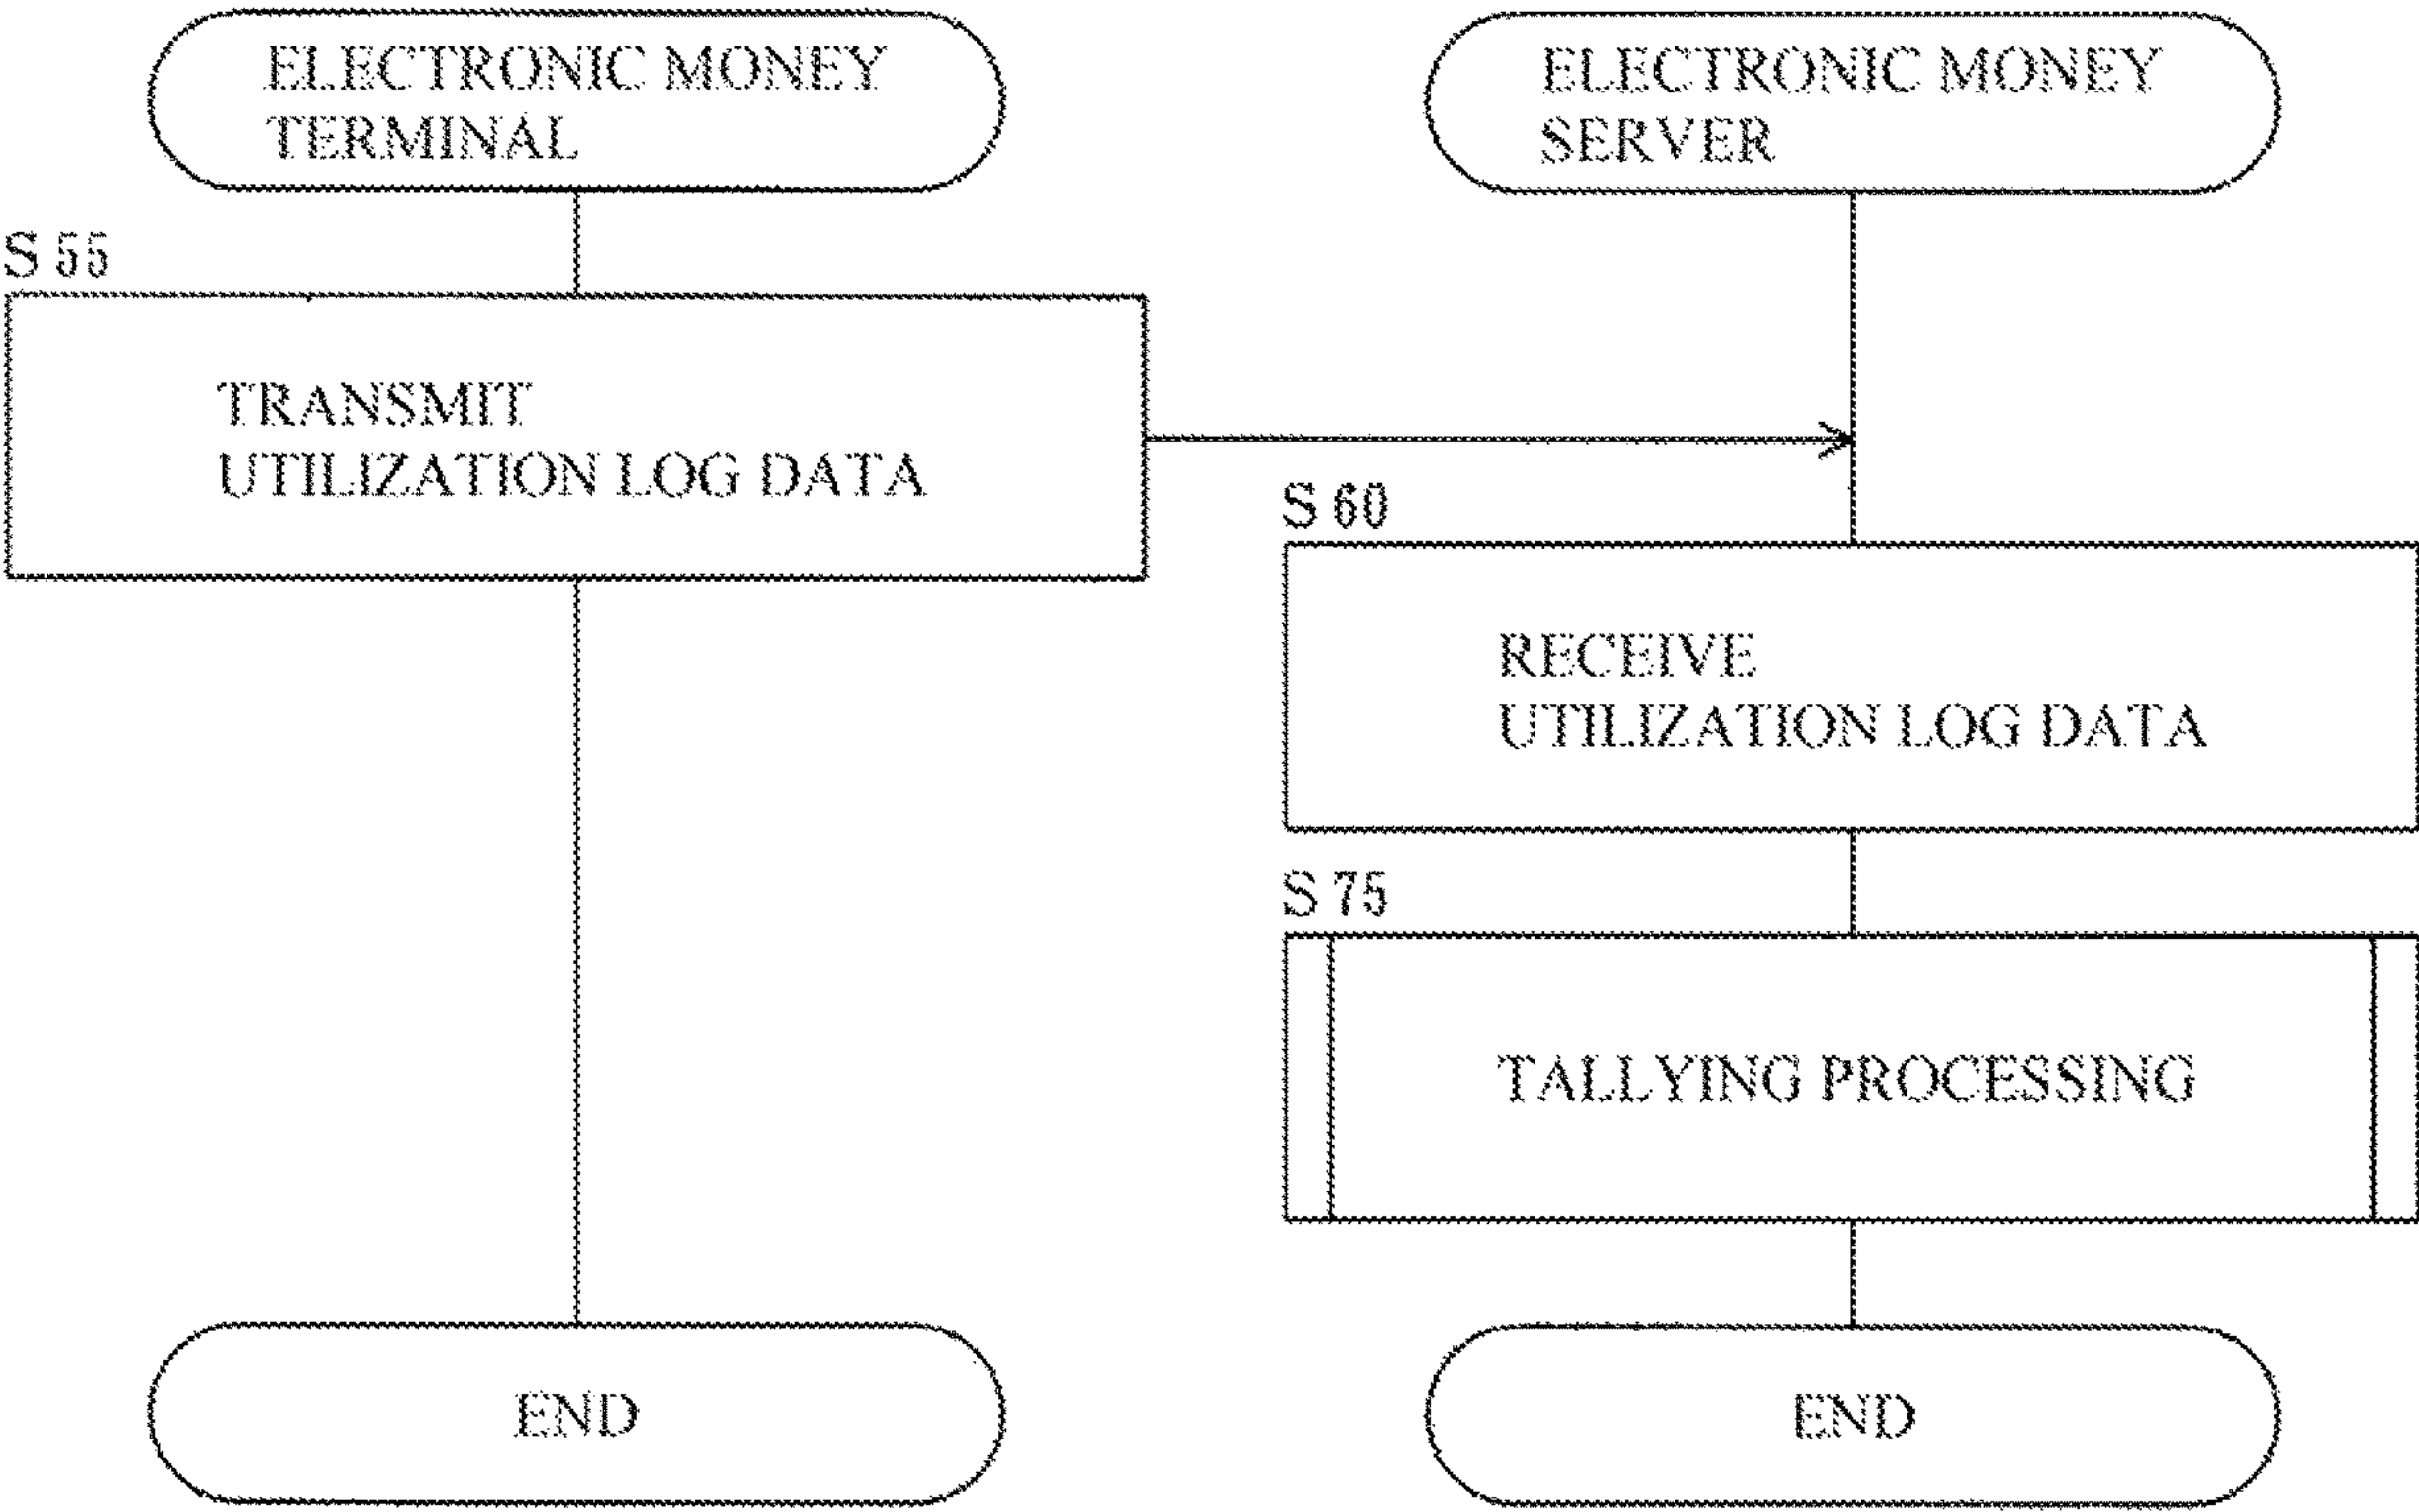 ELECTRONIC MONEY
TERMINAL
S 55
TRANSMIT
UTILIZATION LOG DATA
END
ELECTRONIC MONEY
SERVER
S 60
RECEIVE
UTILIZATION LOG DATA
S 75
TALLYING PROCESSING
END